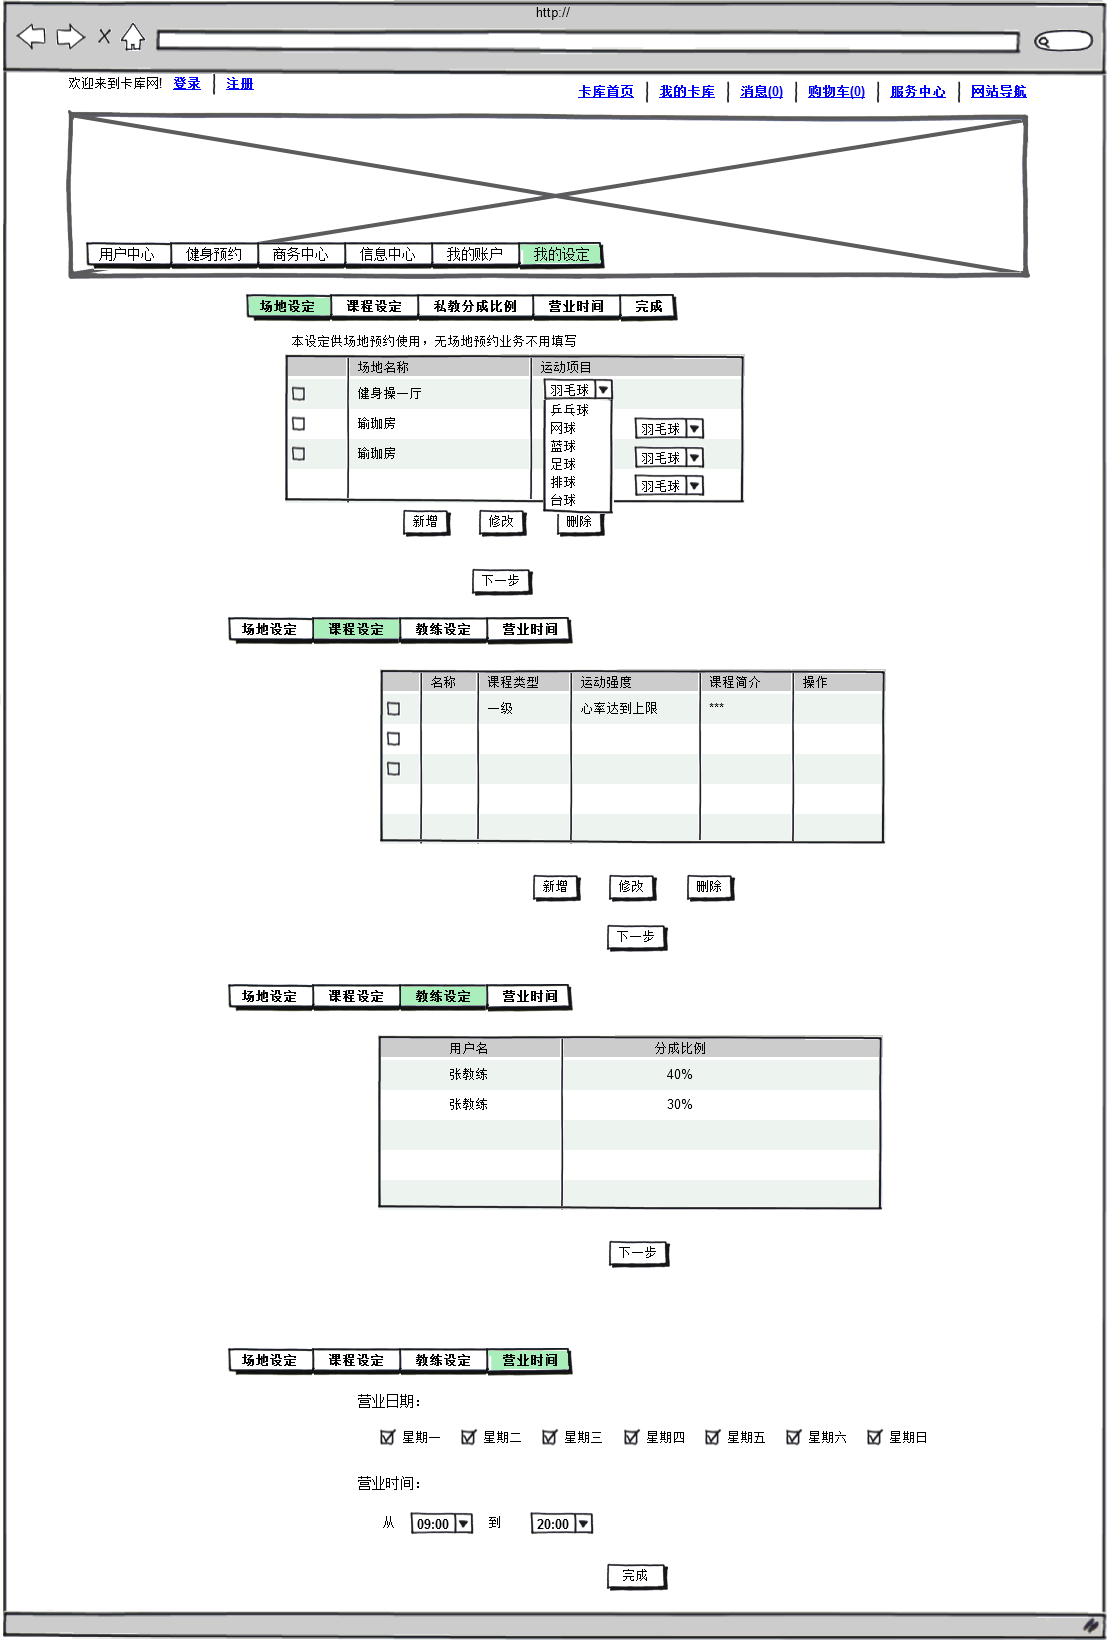 http://
欢迎来到卡库网! 登录 注册
卡库首页 我的卡库 消息(0) 购物车(0) 服务中心 网站导航
用户中心 健身预约 商务中心 信息中心 我的账户 我的设定
场地设定 课程设定 私教分成比例 营业时间 完成
本设定供场地预约使用，无场地预约业务不用填写
场地名称 运动项目
健身操一厅 羽毛球
乒乓球
瑜珈房 网球 羽毛球
蓝球
瑜珈房 足球 羽毛球
排球 羽毛球
台球
新增 修改 删除
下一步
场地设定 课程设定 教练设定 营业时间
名称 课程类型 运动强度 课程简介 操作
一级 心率达到上限 ***
新增 修改 删除
下一步
场地设定 课程设定 教练设定 营业时间
用户名 分成比例
张教练 40%
张教练 30%
下一步
场地设定 课程设定 教练设定 营业时间
营业日期：
星期一 星期二 星期三 星期四 星期五 星期六 星期日
营业时间：
从 09:00 到 20:00
完成